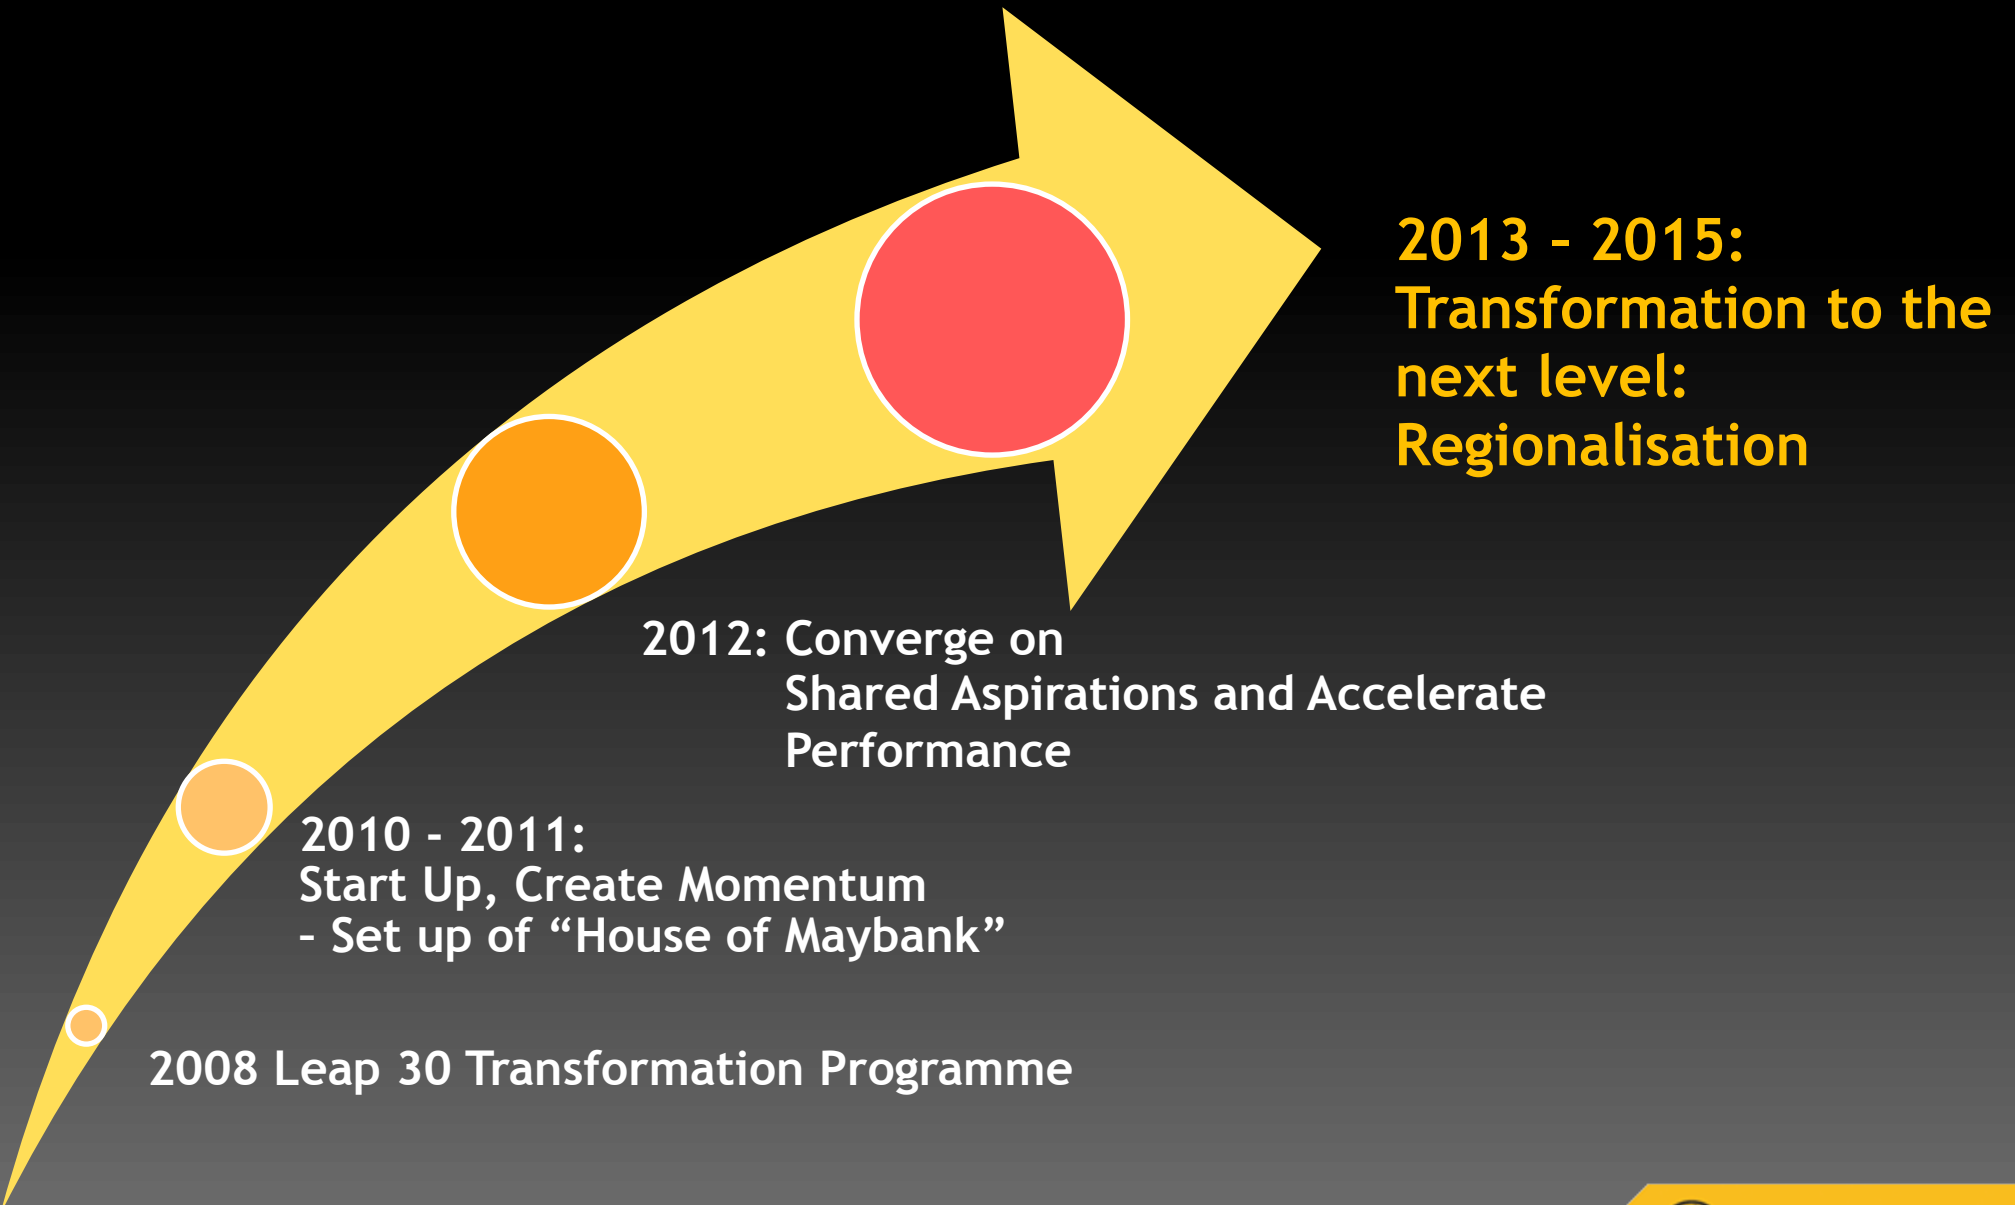 2013 – 2015:
Transformation to the
next level:
Regionalisation
2012: Converge on
Shared Aspirations and Accelerate
Performance
2010 – 2011:
Start Up, Create Momentum
– Set up of “House of Maybank”
2008 Leap 30 Transformation Programme